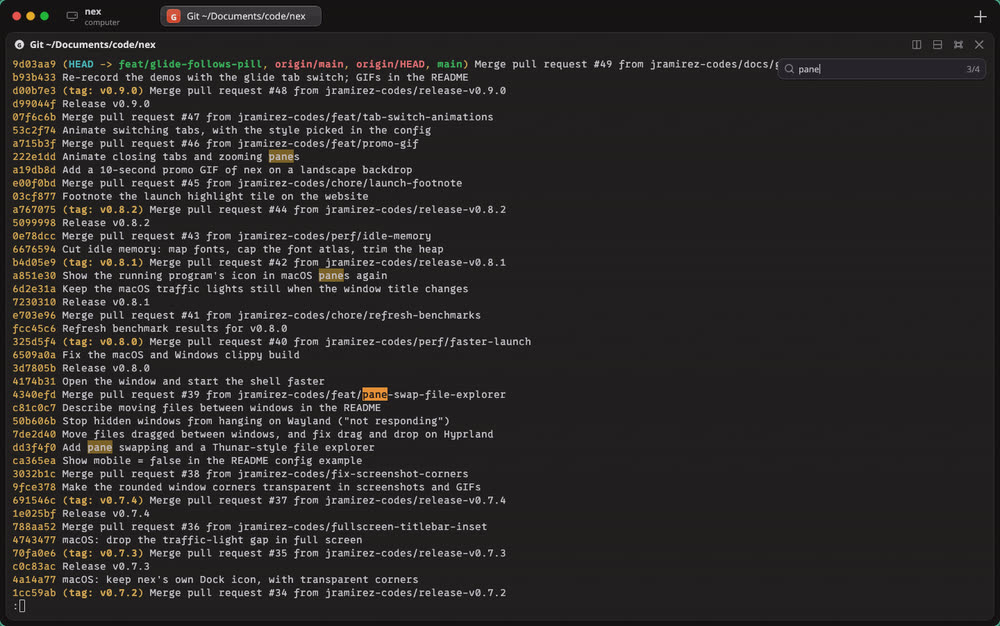 nex
computer
G Git ~/Documents/code/nex
G Git ~/Documents/code/nex
9d03aa9 (HEAD -> feat/glide-follows-pill, origin/main, origin/HEAD, main) Merge pull request #49 from jramirez-codes/docs/
pane 3/4
b93b433 Re-record the demos with the glide tab switch; GIFs in the README
d00b7e3 (tag: v0.9.0) Merge pull request #48 from jramirez-codes/release-v0.9.0
d99044f Release v0.9.0
07f6c6b Merge pull request #47 from jramirez-codes/feat/tab-switch-animations
53c2f74 Animate switching tabs, with the style picked in the config
a715b3f Merge pull request #46 from jramirez-codes/feat/promo-gif
222e1dd Animate closing tabs and zooming panes
a19db8d Add a 10-second promo GIF of nex on a landscape backdrop
e00f0bd Merge pull request #45 from jramirez-codes/chore/launch-footnote
03cf877 Footnote the launch highlight tile on the website
a767075 (tag: v0.8.2) Merge pull request #44 from jramirez-codes/release-v0.8.2
5099998 Release v0.8.2
0e78dcc Merge pull request #43 from jramirez-codes/perf/idle-memory
6676594 Cut idle memory: map fonts, cap the font atlas, trim the heap
b4d05e9 (tag: v0.8.1) Merge pull request #42 from jramirez-codes/release-v0.8.1
a851e30 Show the running program's icon in macOS panes again
6d2e31a Keep the macOS traffic lights still when the window title changes
7230310 Release v0.8.1
e703e96 Merge pull request #41 from jramirez-codes/chore/refresh-benchmarks
fcc45c6 Refresh benchmark results for v0.8.0
325d5f4 (tag: v0.8.0) Merge pull request #40 from jramirez-codes/perf/faster-launch
6509a0a Fix the macOS and Windows clippy build
3d7805b Release v0.8.0
4174b31 Open the window and start the shell faster
4340efd Merge pull request #39 from jramirez-codes/feat/pane-swap-file-explorer
c81c0c7 Describe moving files between windows in the README
50b606b Stop hidden windows from hanging on Wayland ("not responding")
7de2d40 Move files dragged between windows, and fix drag and drop on Hyprland
dd3f4f0 Add pane swapping and a Thunar-style file explorer
ca365ea Show mobile = false in the README config example
3032b1c Merge pull request #38 from jramirez-codes/fix-screenshot-corners
9fce378 Make the rounded window corners transparent in screenshots and GIFs
691546c (tag: v0.7.4) Merge pull request #37 from jramirez-codes/release-v0.7.4
1e025bf Release v0.7.4
788aa52 Merge pull request #36 from jramirez-codes/fullscreen-titlebar-inset
4743477 macOS: drop the traffic-light gap in full screen
70fa0e6 (tag: v0.7.3) Merge pull request #35 from jramirez-codes/release-v0.7.3
c0c83ac Release v0.7.3
4a14a77 macOS: keep nex's own Dock icon, with transparent corners
1cc59ab (tag: v0.7.2) Merge pull request #34 from jramirez-codes/release-v0.7.2
: